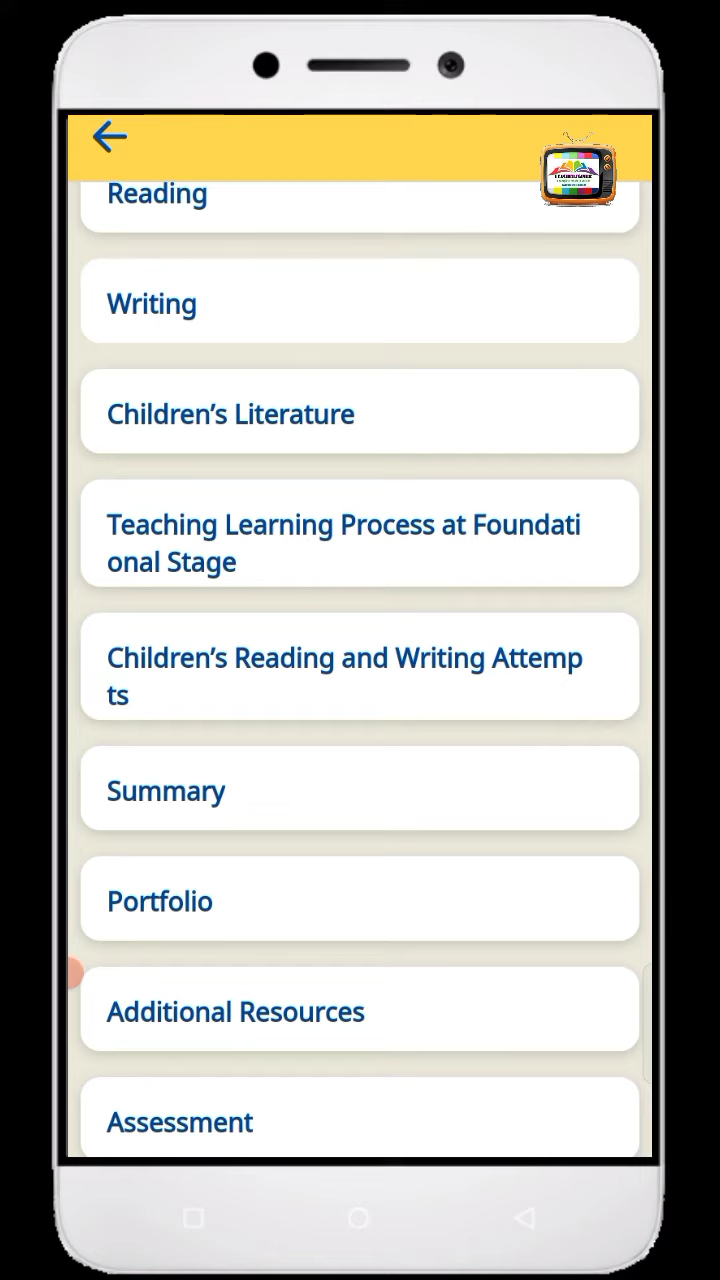 Reading
Writing
Children’s Literature
Teaching Learning Process at Foundati
onal Stage
Children’s Reading and Writing Attemp
ts
Summary
Portfolio
Additional Resources
Assessment